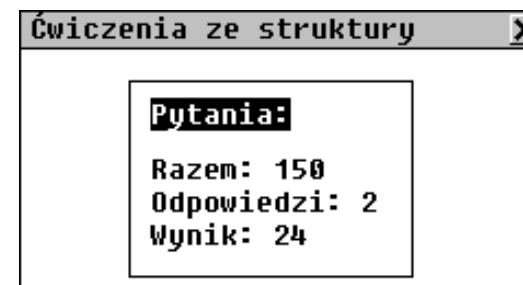 Ćwiczenia ze struktury X
Pytania:
Razem: 150
Odpowiedzi: 2
Wynik: 24